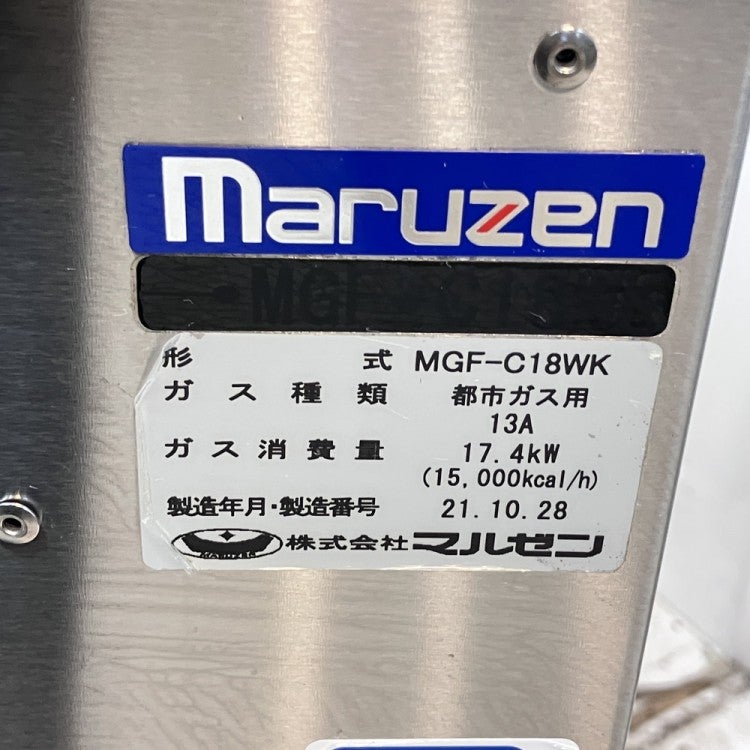 maruzen
形式 MGF-C18WK
ガス種類 都市ガス用
13A
ガス消費量 17.4kW
(15,000kcal/h)
製造年月・製造番号 21.10.28
MARUZEN 株式会社マルゼン